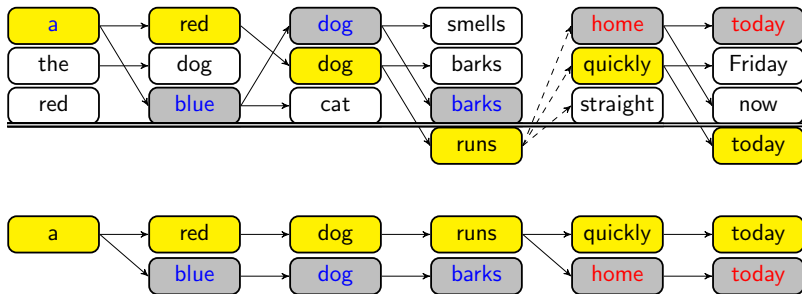 a red dog smells home today
the dog dog barks quickly Friday
red blue cat barks straight now
runs today
a red dog runs quickly today
blue dog barks home today